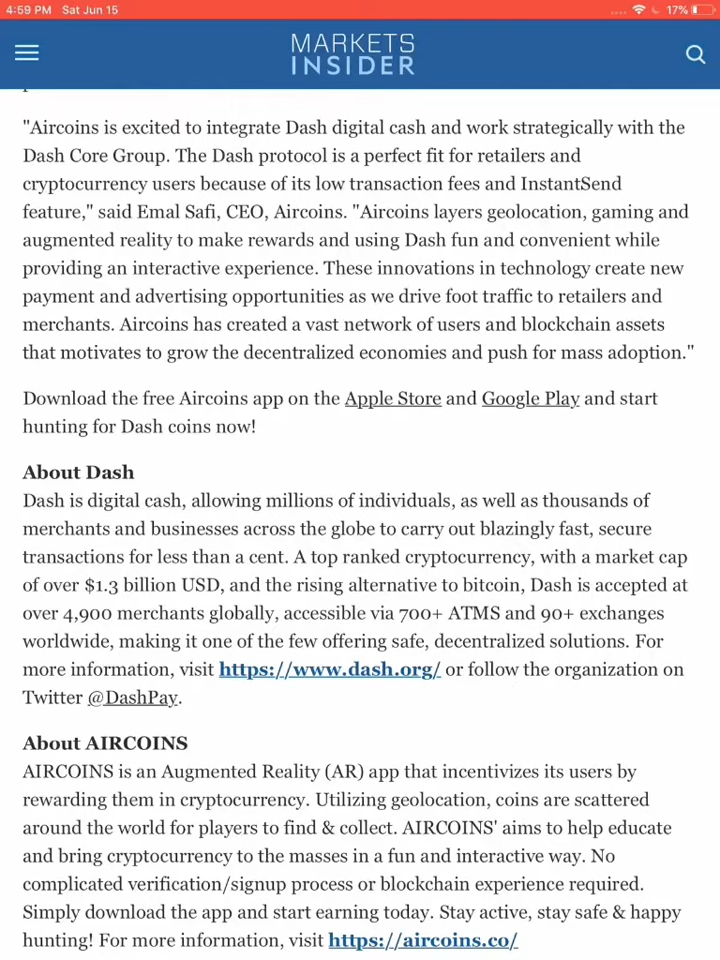 4:59 PM Sat Jun 15
17%
MARKETS
INSIDER
"Aircoins is excited to integrate Dash digital cash and work strategically with the
Dash Core Group. The Dash protocol is a perfect fit for retailers and
cryptocurrency users because of its low transaction fees and InstantSend
feature," said Emal Safi, CEO, Aircoins. "Aircoins layers geolocation, gaming and
augmented reality to make rewards and using Dash fun and convenient while
providing an interactive experience. These innovations in technology create new
payment and advertising opportunities as we drive foot traffic to retailers and
merchants. Aircoins has created a vast network of users and blockchain assets
that motivates to grow the decentralized economies and push for mass adoption."
Download the free Aircoins app on the Apple Store and Google Play and start
hunting for Dash coins now!
About Dash
Dash is digital cash, allowing millions of individuals, as well as thousands of
merchants and businesses across the globe to carry out blazingly fast, secure
transactions for less than a cent. A top ranked cryptocurrency, with a market cap
of over $1.3 billion USD, and the rising alternative to bitcoin, Dash is accepted at
over 4,900 merchants globally, accessible via 700+ ATMS and 90+ exchanges
worldwide, making it one of the few offering safe, decentralized solutions. For
more information, visit https://www.dash.org/ or follow the organization on
Twitter @DashPay.
About AIRCOINS
AIRCOINS is an Augmented Reality (AR) app that incentivizes its users by
rewarding them in cryptocurrency. Utilizing geolocation, coins are scattered
around the world for players to find & collect. AIRCOINS' aims to help educate
and bring cryptocurrency to the masses in a fun and interactive way. No
complicated verification/signup process or blockchain experience required.
Simply download the app and start earning today. Stay active, stay safe & happy
hunting! For more information, visit https://aircoins.co/